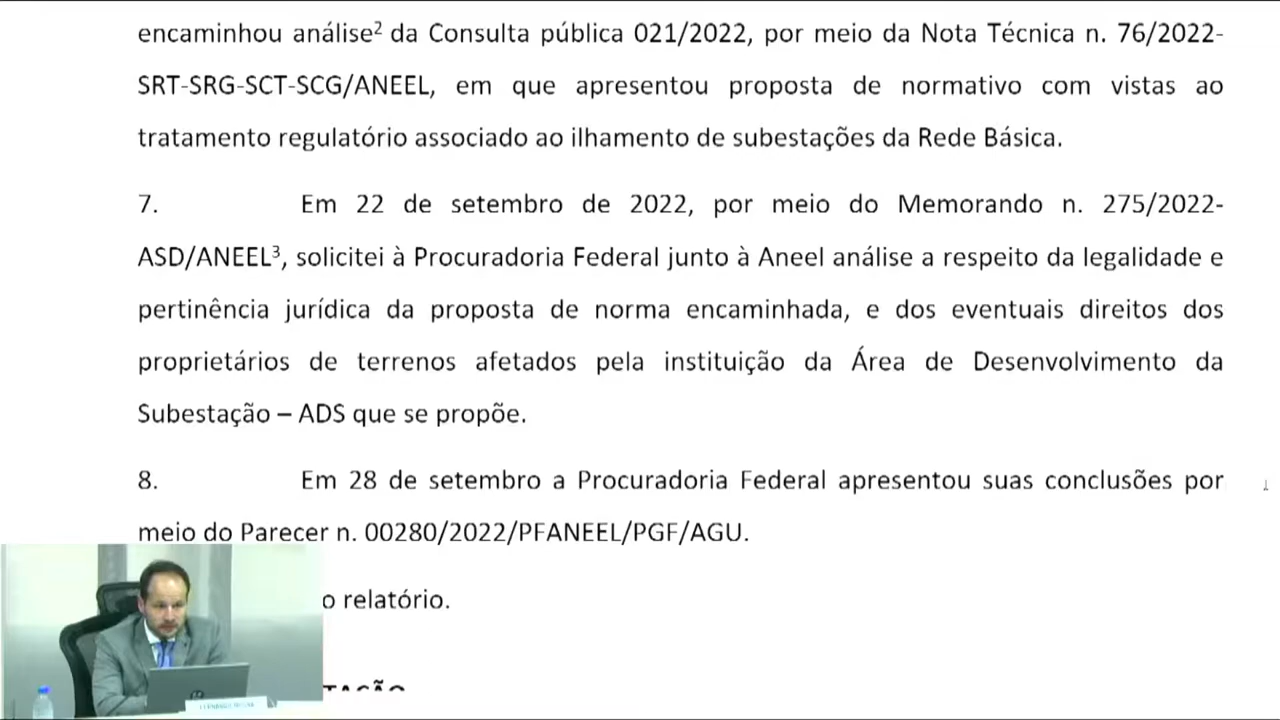 encaminhou análise² da Consulta pública 021/2022, por meio da Nota Técnica n. 76/2022-
SRT-SRG-SCT-SCG/ANEEL, em que apresentou proposta de normativo com vistas ao
tratamento regulatório associado ao ilhamento de subestações da Rede Básica.
7. Em 22 de setembro de 2022, por meio do Memorando n. 275/2022-
ASD/ANEEL³, solicitei à Procuradoria Federal junto à Aneel análise a respeito da legalidade e
pertinência jurídica da proposta de norma encaminhada, e dos eventuais direitos dos
proprietários de terrenos afetados pela instituição da Área de Desenvolvimento da
Subestação – ADS que se propõe.
8. Em 28 de setembro a Procuradoria Federal apresentou suas conclusões por
meio do Parecer n. 00280/2022/PFANEEL/PGF/AGU.
o relatório.